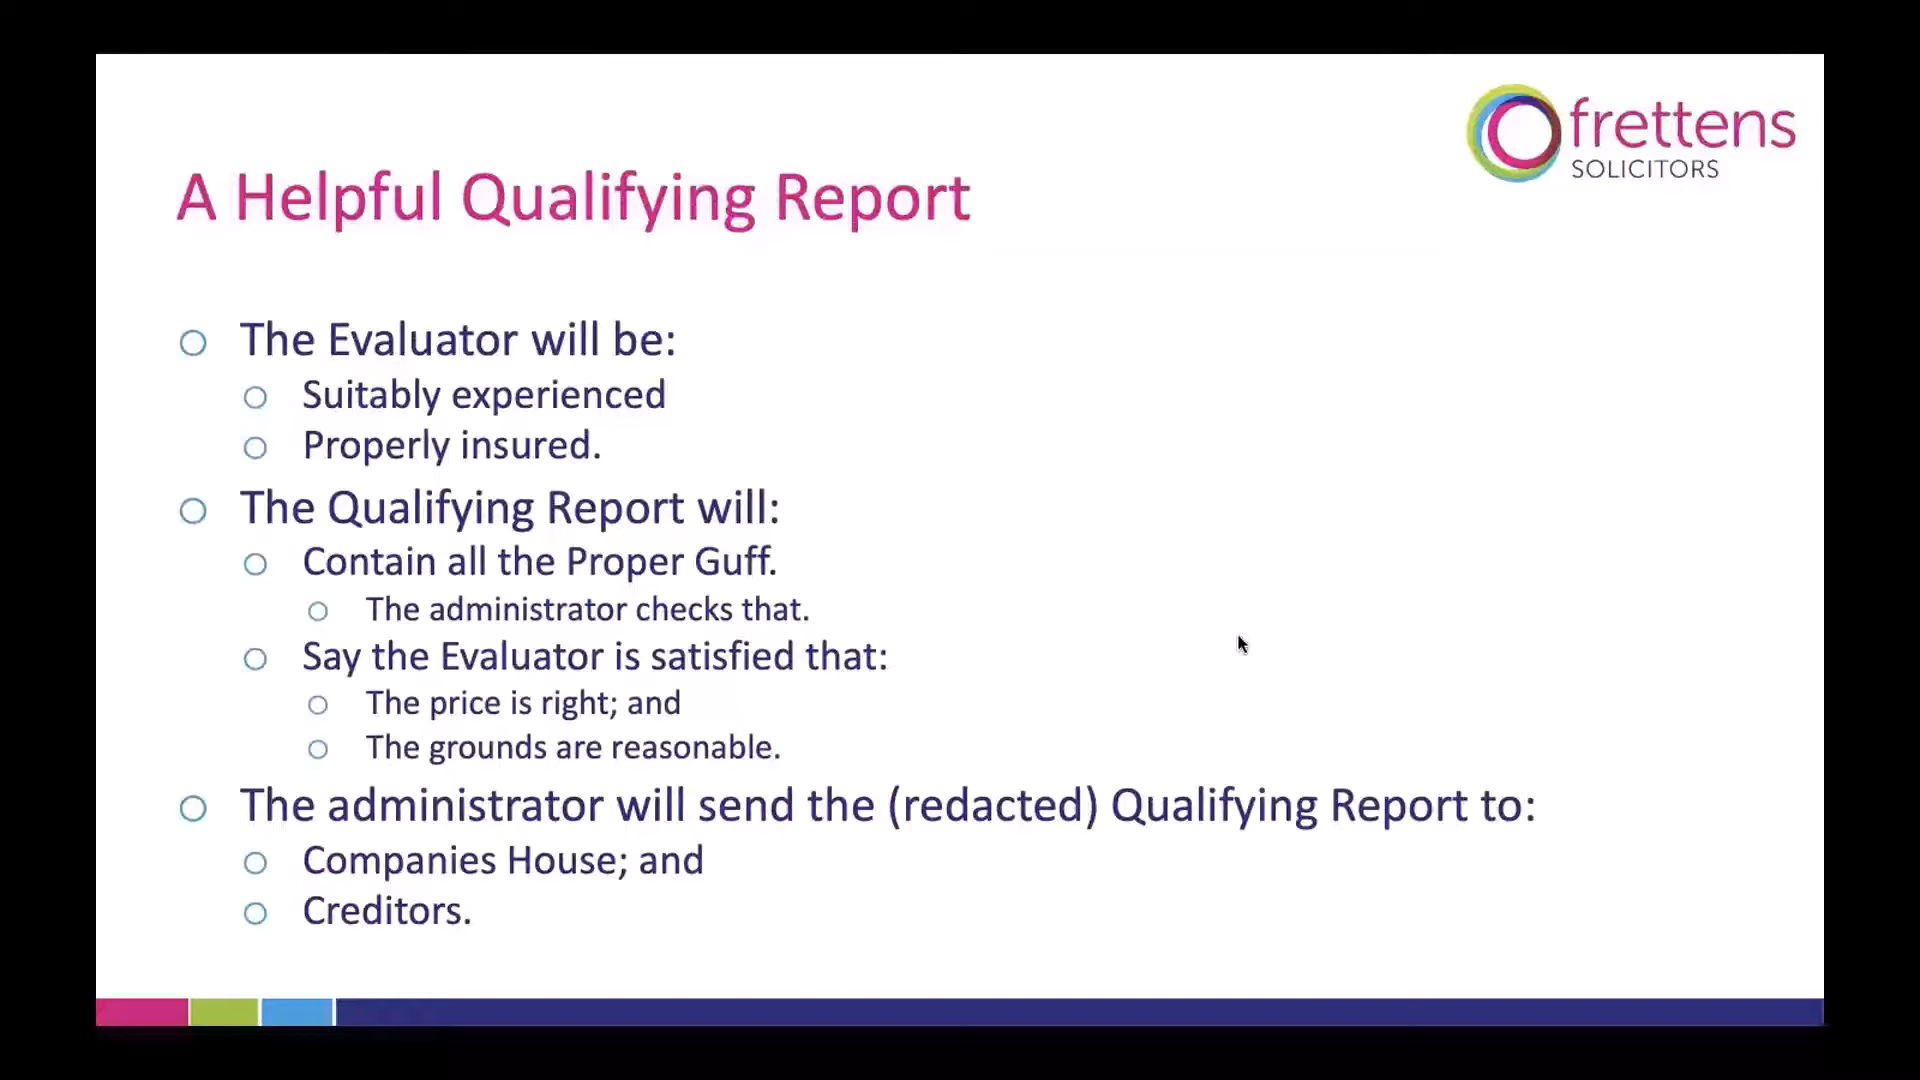 frettens
SOLICITORS
A Helpful Qualifying Report
The Evaluator will be:
Suitably experienced
Properly insured.
The Qualifying Report will:
Contain all the Proper Guff.
The administrator checks that.
Say the Evaluator is satisfied that:
The price is right; and
The grounds are reasonable.
The administrator will send the (redacted) Qualifying Report to:
Companies House; and
Creditors.